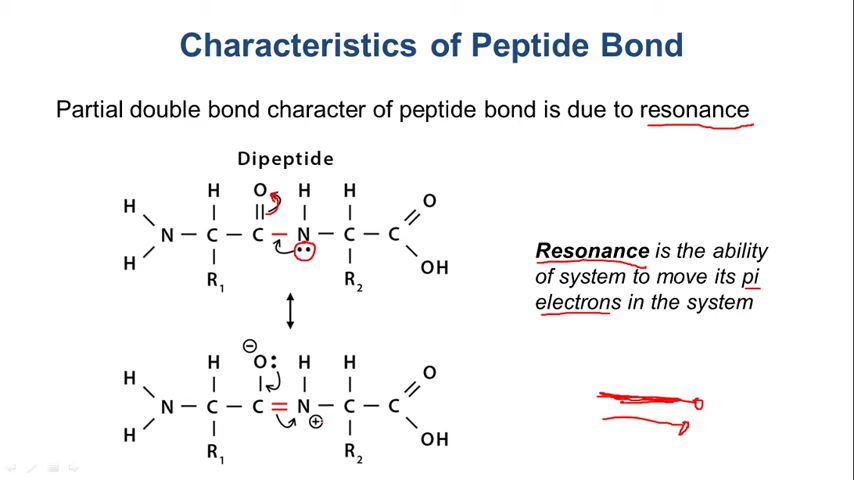 Characteristics of Peptide Bond
Partial double bond character of peptide bond is due to resonance
Dipeptide
H H O H H O
H N C C N C C
H R1 R2 OH
Resonance is the ability
of system to move its pi
electrons in the system
H H O H H O
H N C C N C C
H R1 R2 OH